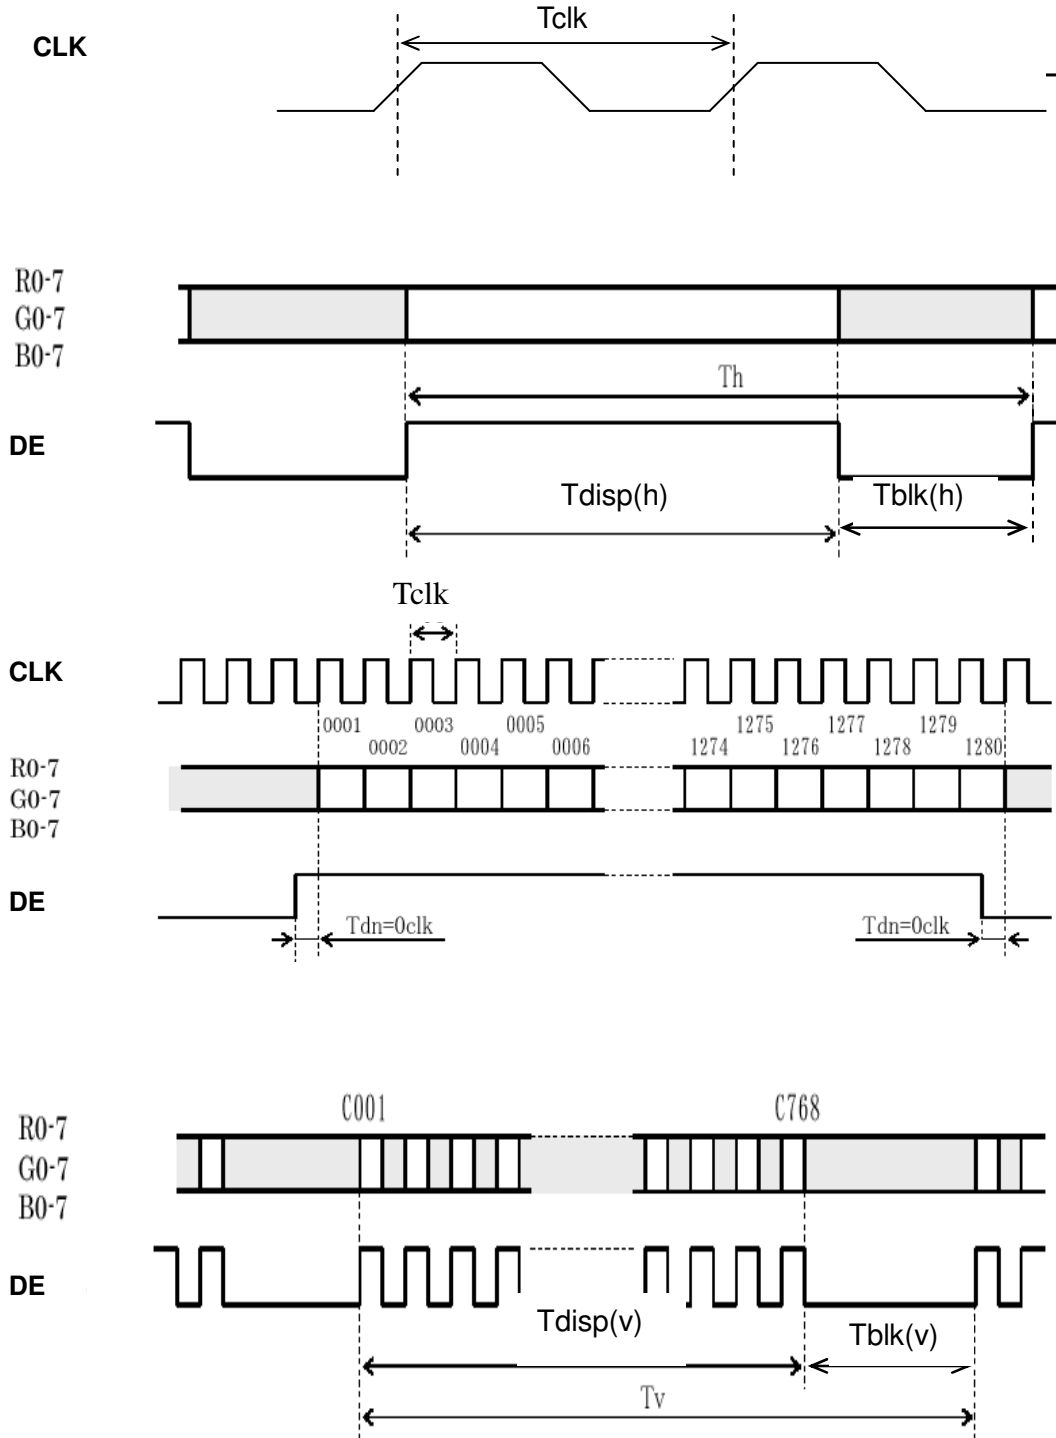 Tclk
CLK
R0-7
G0-7
B0-7
Th
DE
Tdisp(h)
Tblk(h)
Tclk
CLK
0001 0003 0005 1275 1277 1279
0002 0004 0006 1274 1276 1278 1280
R0-7
G0-7
B0-7
DE
Tdn=0clk Tdn=0clk
C001 C768
R0-7
G0-7
B0-7
DE
Tdisp(v)
Tblk(v)
Tv